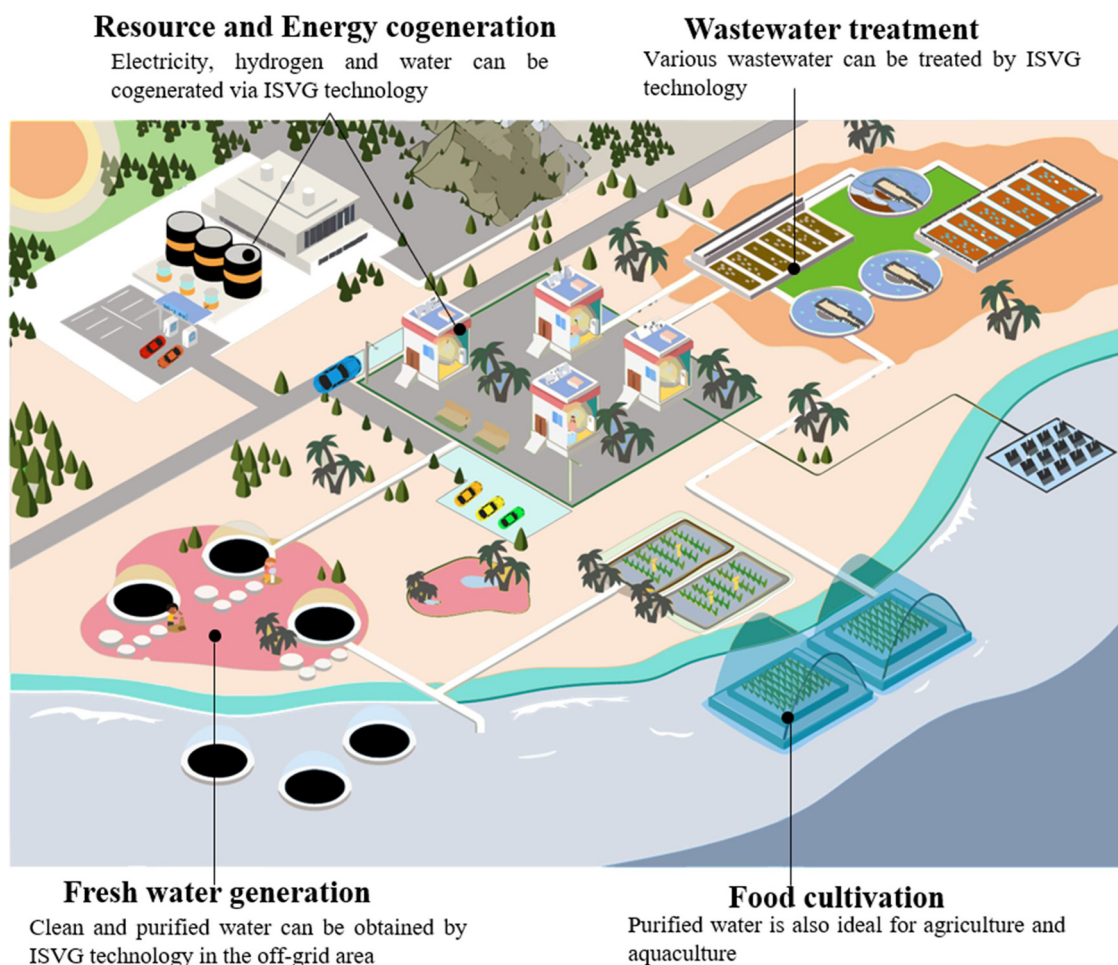 Resource and Energy cogeneration
Electricity, hydrogen and water can be
cogenerated via ISVG technology
Wastewater treatment
Various wastewater can be treated by ISVG
technology
Fresh water generation
Clean and purified water can be obtained by
ISVG technology in the off-grid area
Food cultivation
Purified water is also ideal for agriculture and
aquaculture